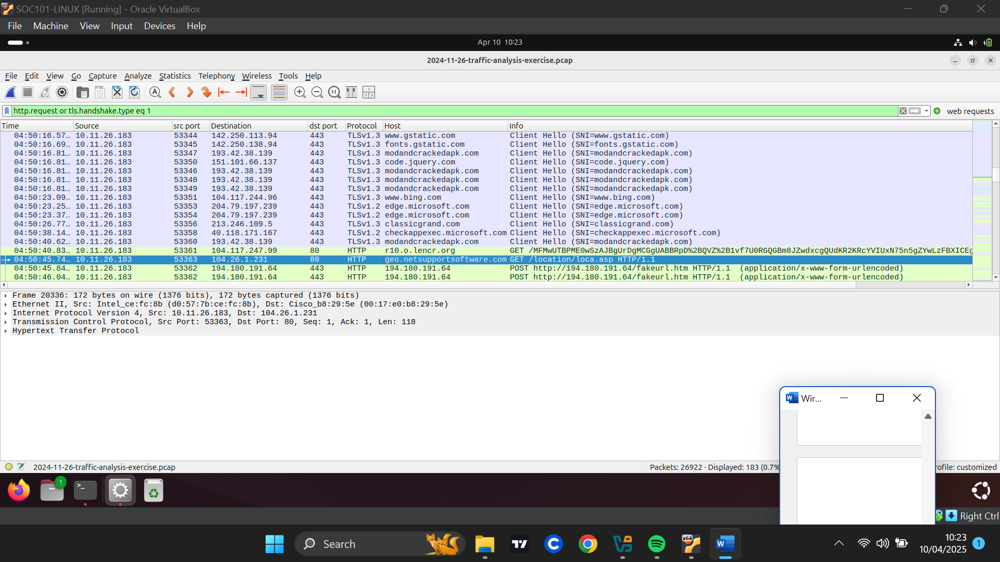 SOC101-LINUX [Running] - Oracle VirtualBox
File Machine View Input Devices Help
Apr 10 10:23
2024-11-26-traffic-analysis-exercise.pcap
File Edit View Go Capture Analyze Statistics Telephony Wireless Tools Help
http.request or tls.handshake.type eq 1
web requests
Time Source src port Destination dst port Protocol Host Info
04:50:16.57… 10.11.26.183 53344 142.250.113.94 443 TLSv1.3 www.gstatic.com Client Hello (SNI=www.gstatic.com)
04:50:16.69… 10.11.26.183 53345 142.250.138.94 443 TLSv1.3 fonts.gstatic.com Client Hello (SNI=fonts.gstatic.com)
04:50:16.81… 10.11.26.183 53347 193.42.38.139 443 TLSv1.3 modandcrackedapk.com Client Hello (SNI=modandcrackedapk.com)
04:50:16.81… 10.11.26.183 53350 151.101.66.137 443 TLSv1.3 code.jquery.com Client Hello (SNI=code.jquery.com)
04:50:16.81… 10.11.26.183 53346 193.42.38.139 443 TLSv1.3 modandcrackedapk.com Client Hello (SNI=modandcrackedapk.com)
04:50:16.81… 10.11.26.183 53348 193.42.38.139 443 TLSv1.3 modandcrackedapk.com Client Hello (SNI=modandcrackedapk.com)
04:50:16.81… 10.11.26.183 53349 193.42.38.139 443 TLSv1.3 modandcrackedapk.com Client Hello (SNI=modandcrackedapk.com)
04:50:23.09… 10.11.26.183 53351 104.117.244.96 443 TLSv1.3 www.bing.com Client Hello (SNI=www.bing.com)
04:50:23.25… 10.11.26.183 53353 204.79.197.239 443 TLSv1.2 edge.microsoft.com Client Hello (SNI=edge.microsoft.com)
04:50:23.37… 10.11.26.183 53354 204.79.197.239 443 TLSv1.2 edge.microsoft.com Client Hello (SNI=edge.microsoft.com)
04:50:26.77… 10.11.26.183 53356 213.246.109.5 443 TLSv1.3 classicgrand.com Client Hello (SNI=classicgrand.com)
04:50:38.14… 10.11.26.183 53358 40.118.171.167 443 TLSv1.2 checkappexec.microsoft.com Client Hello (SNI=checkappexec.microsoft.com)
04:50:40.62… 10.11.26.183 53360 193.42.38.139 443 TLSv1.3 modandcrackedapk.com Client Hello (SNI=modandcrackedapk.com)
04:50:40.83… 10.11.26.183 53361 104.117.247.99 80 HTTP r10.o.lencr.org GET /MFMwUTBPME0wSzAJBgUrDgMCGgUABBRpD%2BQVZ%2B1vf7U0RGQGBm8JZwdxcgQUdKR2KRcYVIUxN75n5gZYwLzFBXICEg
04:50:45.74… 10.11.26.183 53363 104.26.1.231 80 HTTP geo.netsupportsoftware.com GET /location/loca.asp HTTP/1.1
04:50:45.84… 10.11.26.183 53362 194.180.191.64 443 HTTP 194.180.191.64 POST http://194.180.191.64/fakeurl.htm HTTP/1.1 (application/x-www-form-urlencoded)
04:50:46.04… 10.11.26.183 53362 194.180.191.64 443 HTTP 194.180.191.64 POST http://194.180.191.64/fakeurl.htm HTTP/1.1 (application/x-www-form-urlencoded)
Frame 20336: 172 bytes on wire (1376 bits), 172 bytes captured (1376 bits)
Ethernet II, Src: Intel_ce:fc:8b (d0:57:7b:ce:fc:8b), Dst: Cisco_b8:29:5e (00:17:e0:b8:29:5e)
Internet Protocol Version 4, Src: 10.11.26.183, Dst: 104.26.1.231
Transmission Control Protocol, Src Port: 53363, Dst Port: 80, Seq: 1, Ack: 1, Len: 118
Hypertext Transfer Protocol
Wir...
2024-11-26-traffic-analysis-exercise.pcap
Packets: 26922 · Displayed: 183 (0.7%
rofile: customized
1
Right Ctrl
Search
x64
10:23
10/04/2025
1